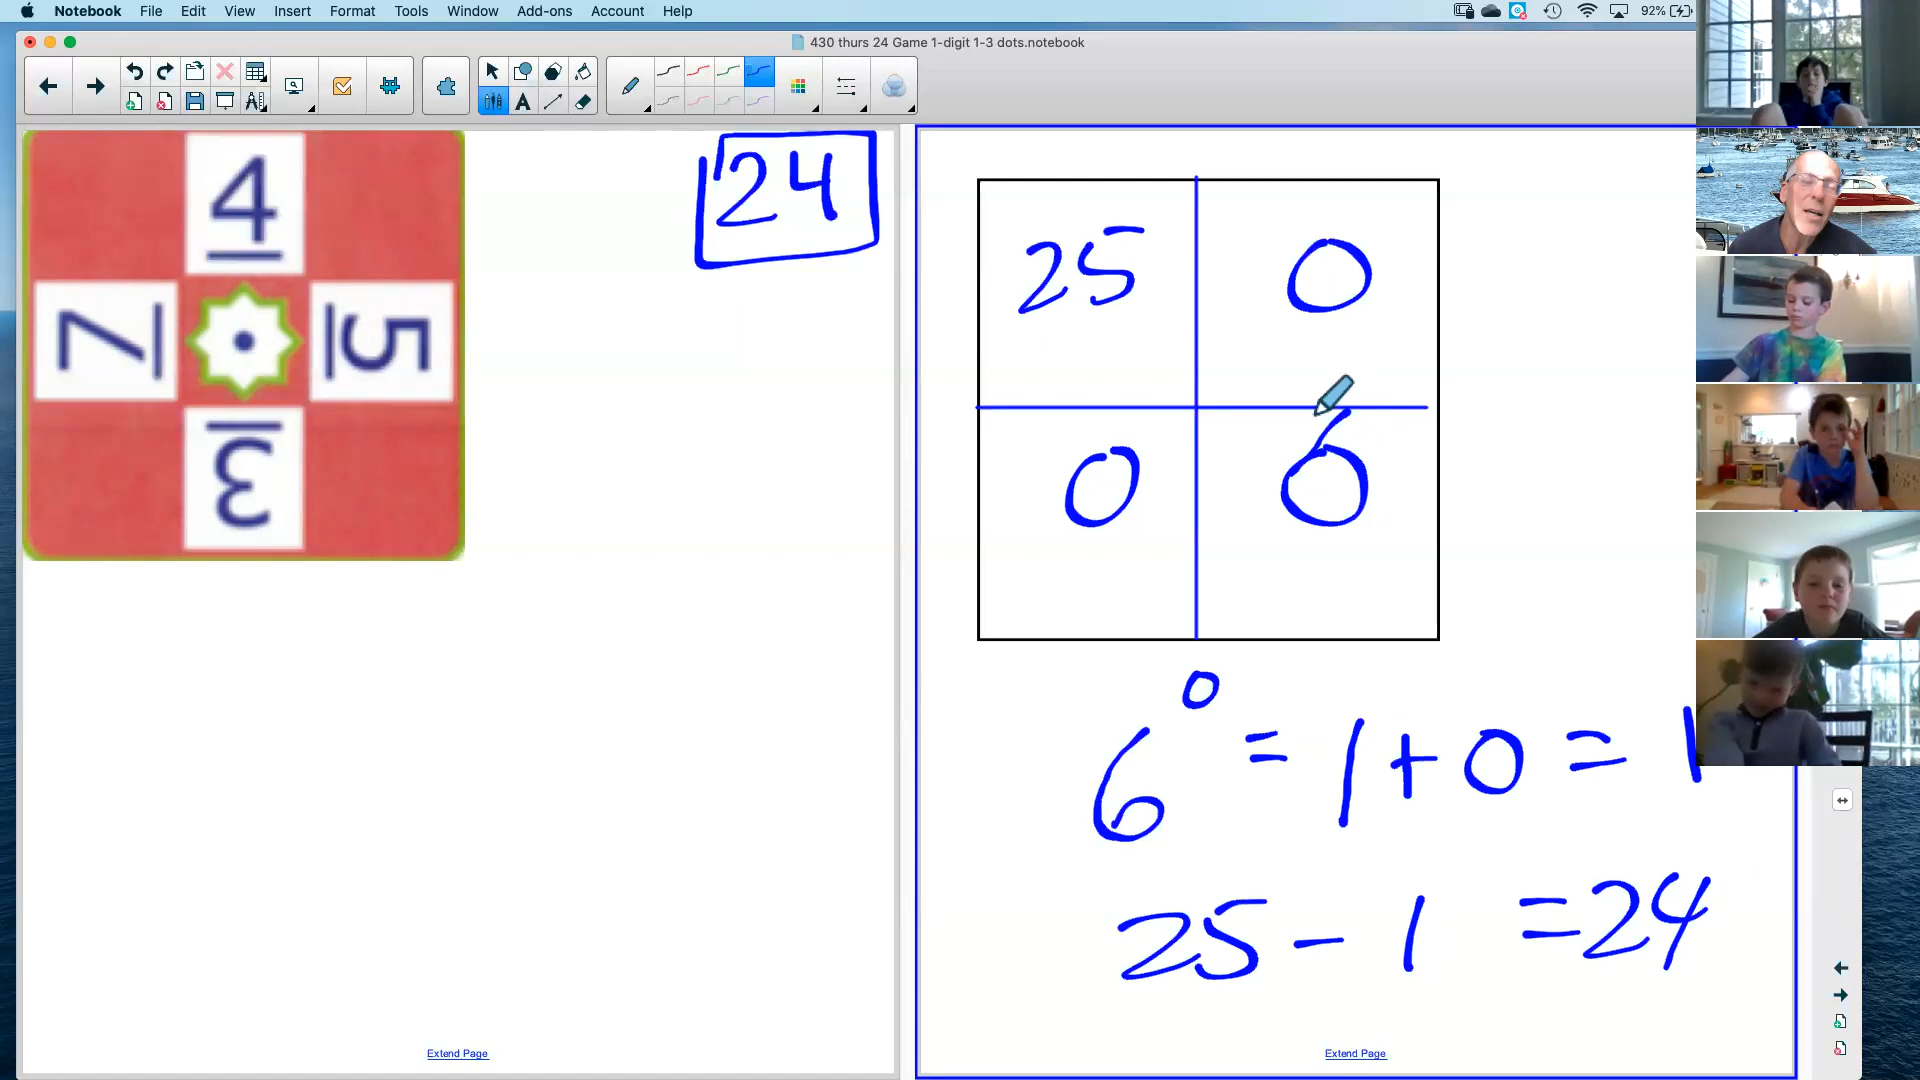 Notebook File Edit View Insert Format Tools Window Add-ons Account Help 92%
430 thurs 24 Game 1-digit 1-3 dots.notebook
A
4
7
5
3
24
25 0
0 6
6⁰ = 1 + 0 = 1
25 - 1 = 24
Extend Page
Extend Page